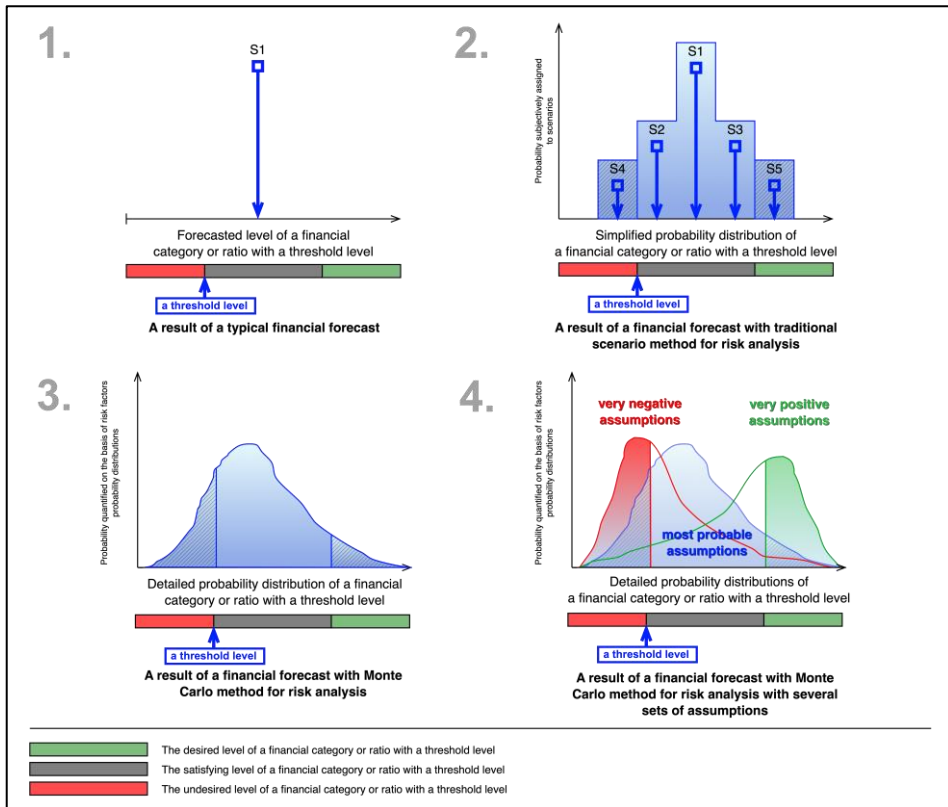 1.
S1
Forecasted level of a financial
category or ratio with a threshold level
a threshold level
A result of a typical financial forecast
2.
Probability subjectively assigned
to scenarios
S1
S2
S3
S4
S5
Simplified probability distribution of
a financial category or ratio with a threshold level
a threshold level
A result of a financial forecast with traditional
scenario method for risk analysis
3.
Probability quantified on the basis of risk factors
probability distributions
Detailed probability distribution of a financial
category or ratio with a threshold level
a threshold level
A result of a financial forecast with Monte
Carlo method for risk analysis
4.
Probability quantified on the basis of risk factors
probability distributions
very negative
assumptions
very positive
assumptions
most probable
assumptions
Detailed probability distributions of
a financial category or ratio with a threshold level
a threshold level
A result of a financial forecast with Monte
Carlo method for risk analysis with several
sets of assumptions
The desired level of a financial category or ratio with a threshold level
The satisfying level of a financial category or ratio with a threshold level
The undesired level of a financial category or ratio with a threshold level